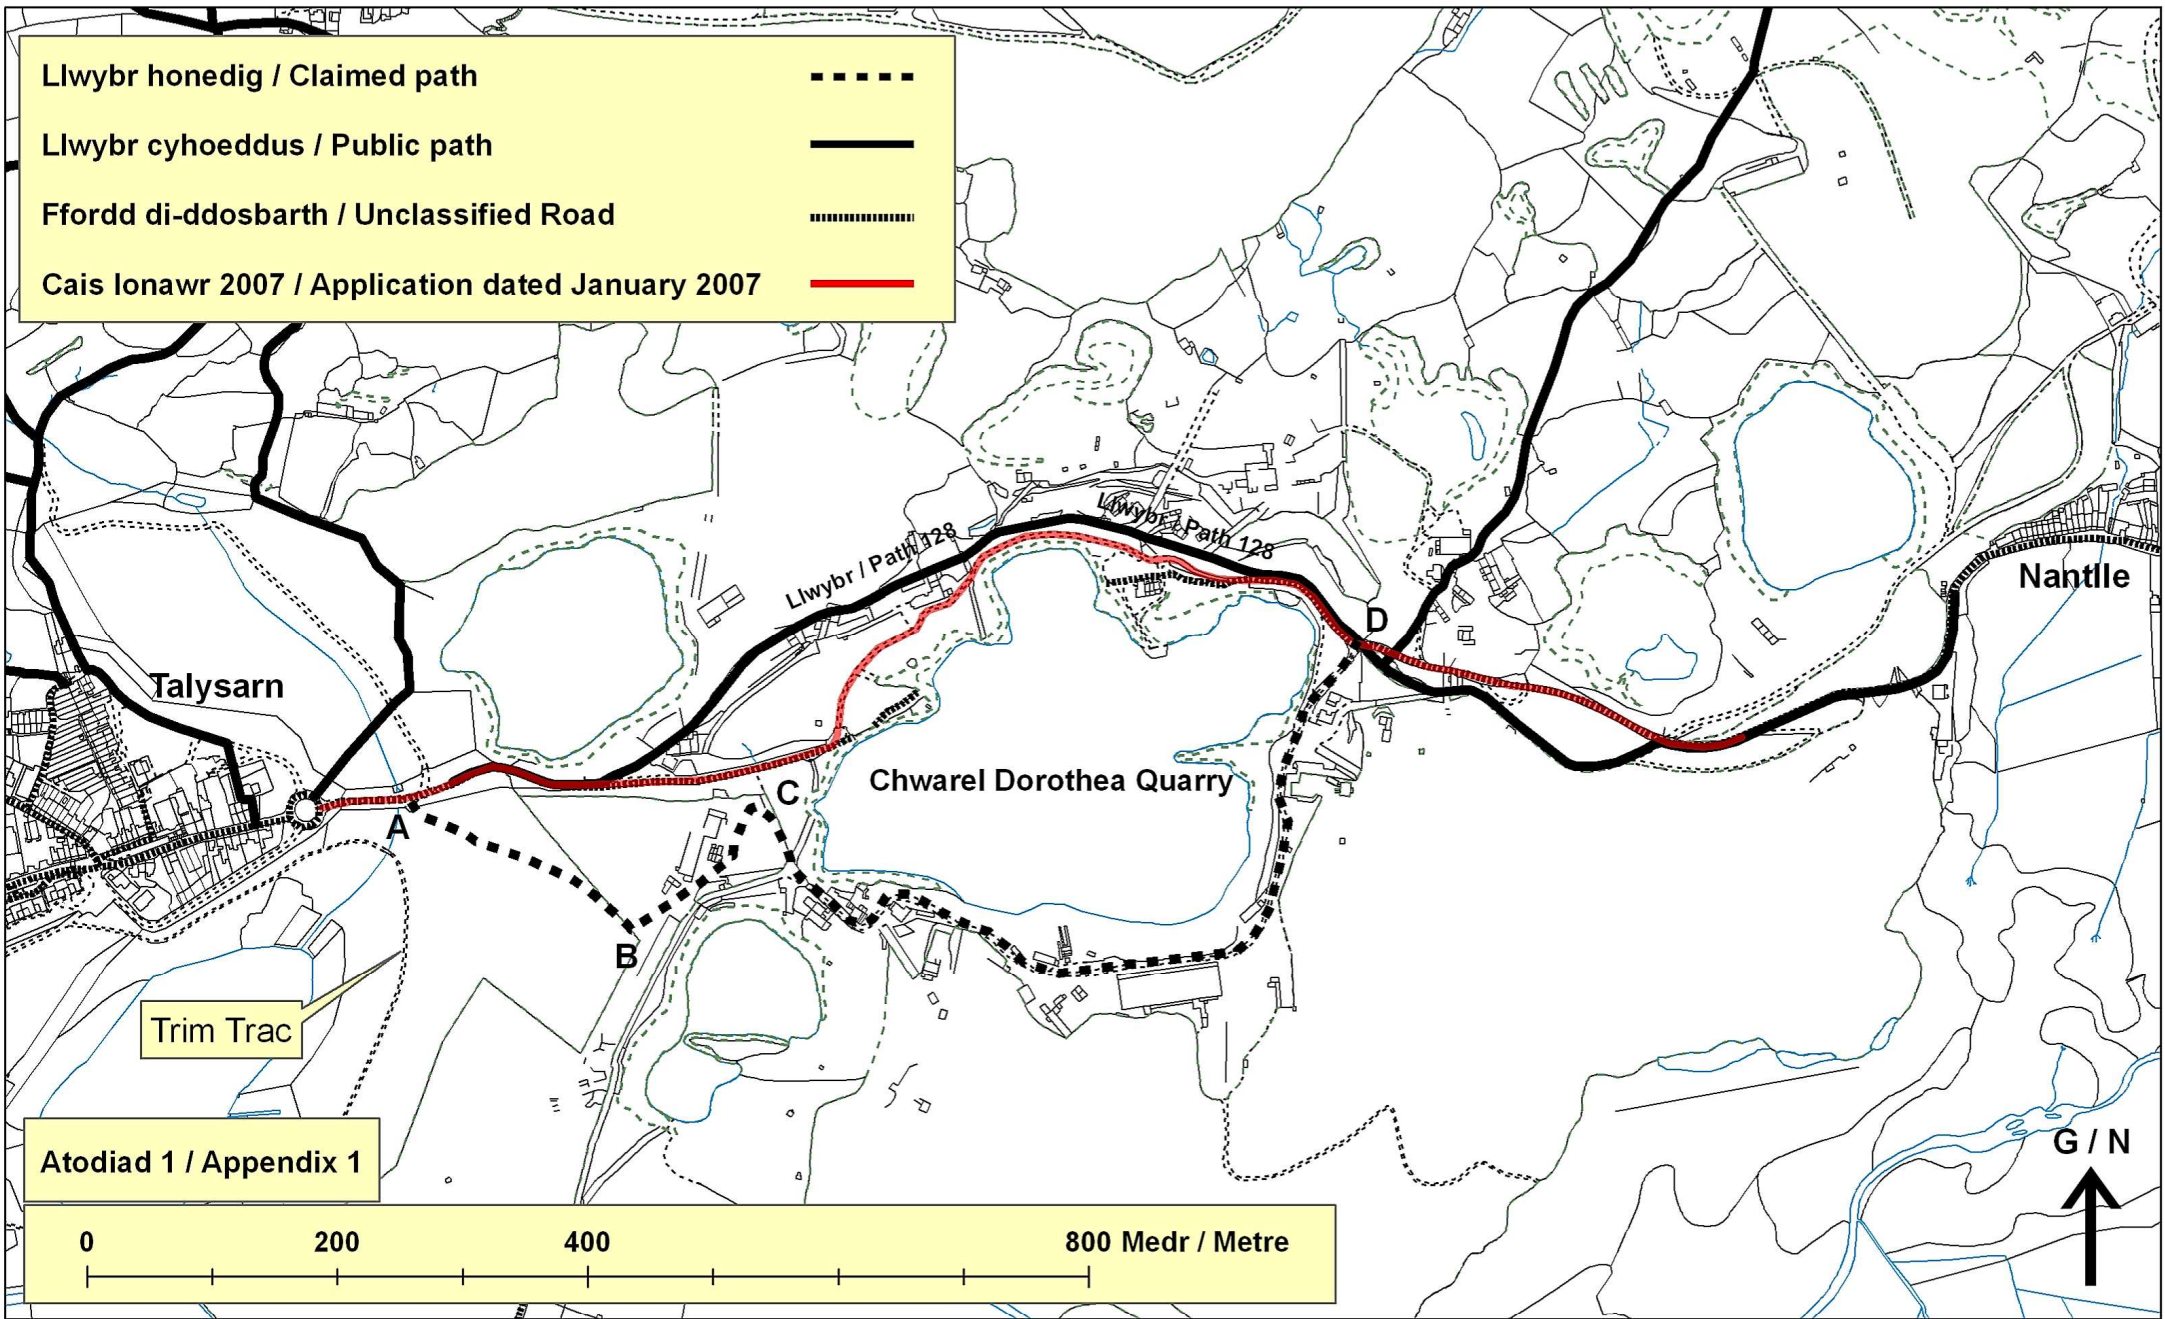 Llwybr honedig / Claimed path
Llwybr cyhoeddus / Public path
Ffordd di-ddosbarth / Unclassified Road
Cais Ionawr 2007 / Application dated January 2007
Llwybr / Path 128
Llwybr / Path 128
Nantlle
D
Talysarn
Chwarel Dorothea Quarry
C
A
B
Trim Trac
Atodiad 1 / Appendix 1
G / N
0 200 400 800 Medr / Metre